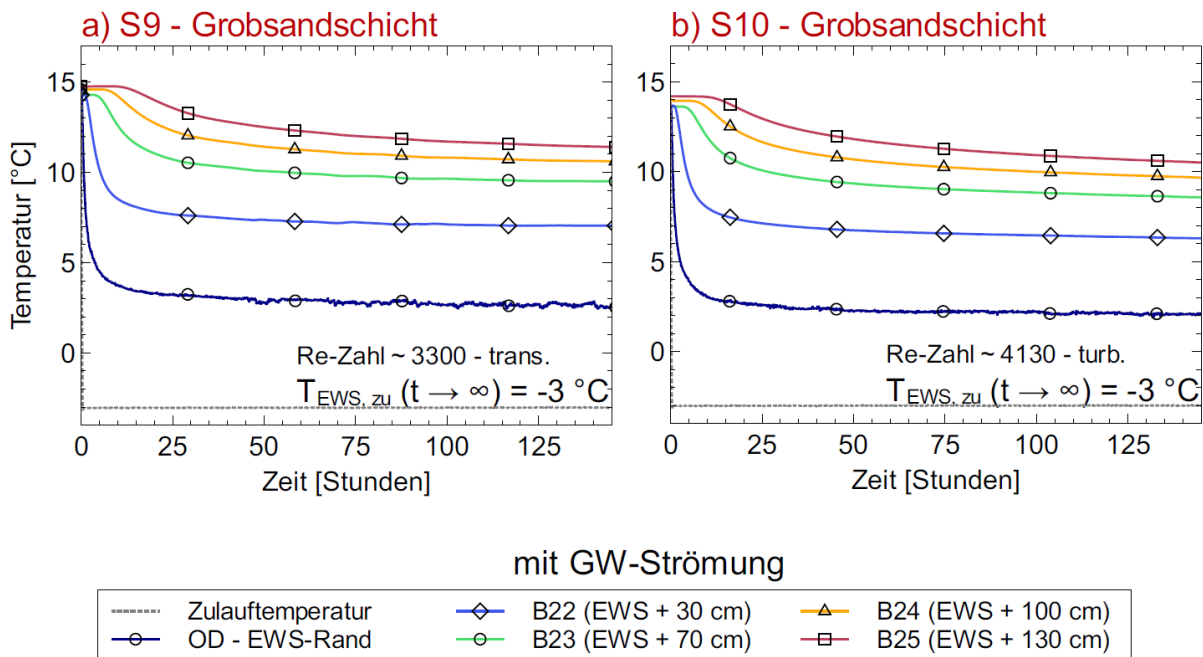 a) S9 - Grobsandschicht
b) S10 - Grobsandschicht
Temperatur [°C]
15
10
5
0
15
10
5
0
Re-Zahl ~ 3300 - trans.
T EWS, zu (t → ∞) = -3 °C
Re-Zahl ~ 4130 - turb.
T EWS, zu (t → ∞) = -3 °C
0 25 50 75 100 125
0 25 50 75 100 125
Zeit [Stunden]
Zeit [Stunden]
mit GW-Strömung
Zulauftemperatur
B22 (EWS + 30 cm)
B24 (EWS + 100 cm)
OD - EWS-Rand
B23 (EWS + 70 cm)
B25 (EWS + 130 cm)